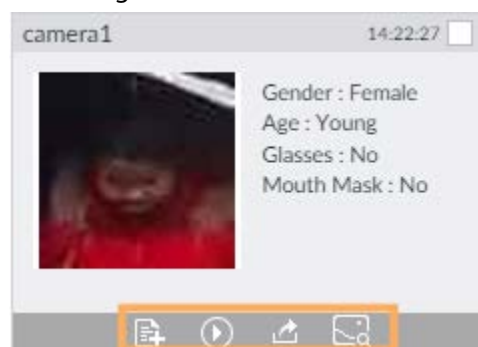 camera1
14:22:27
Gender : Female
Age : Young
Glasses : No
Mouth Mask : No